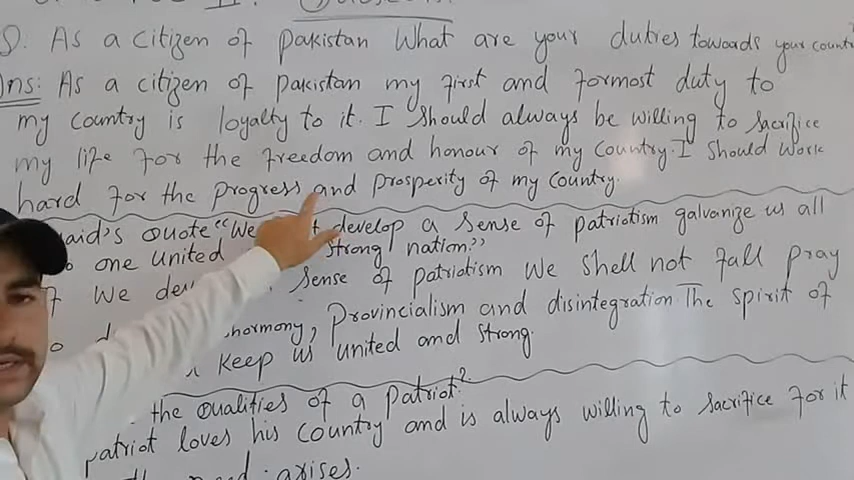 Q. As a citizen of pakistan What are your duties towards your
Ans: As a citizen of pakistan my first and formost duty to
my country is loyalty to it. I should always be willing to sacrifice
my life for the freedom and honour of my country. I should work
hard for the progress and prosperity of my country.
aid's quote "We develop a sense of patriotism galvanize us all
one united strong nation."
We sense of patriotism We shell not fall pray
hormony, Provincialism and disintegration The spirit of
Keep us united and strong.
the qualities of a patriot?
patriot loves his country and is always willing to sacrifice for it
arises.